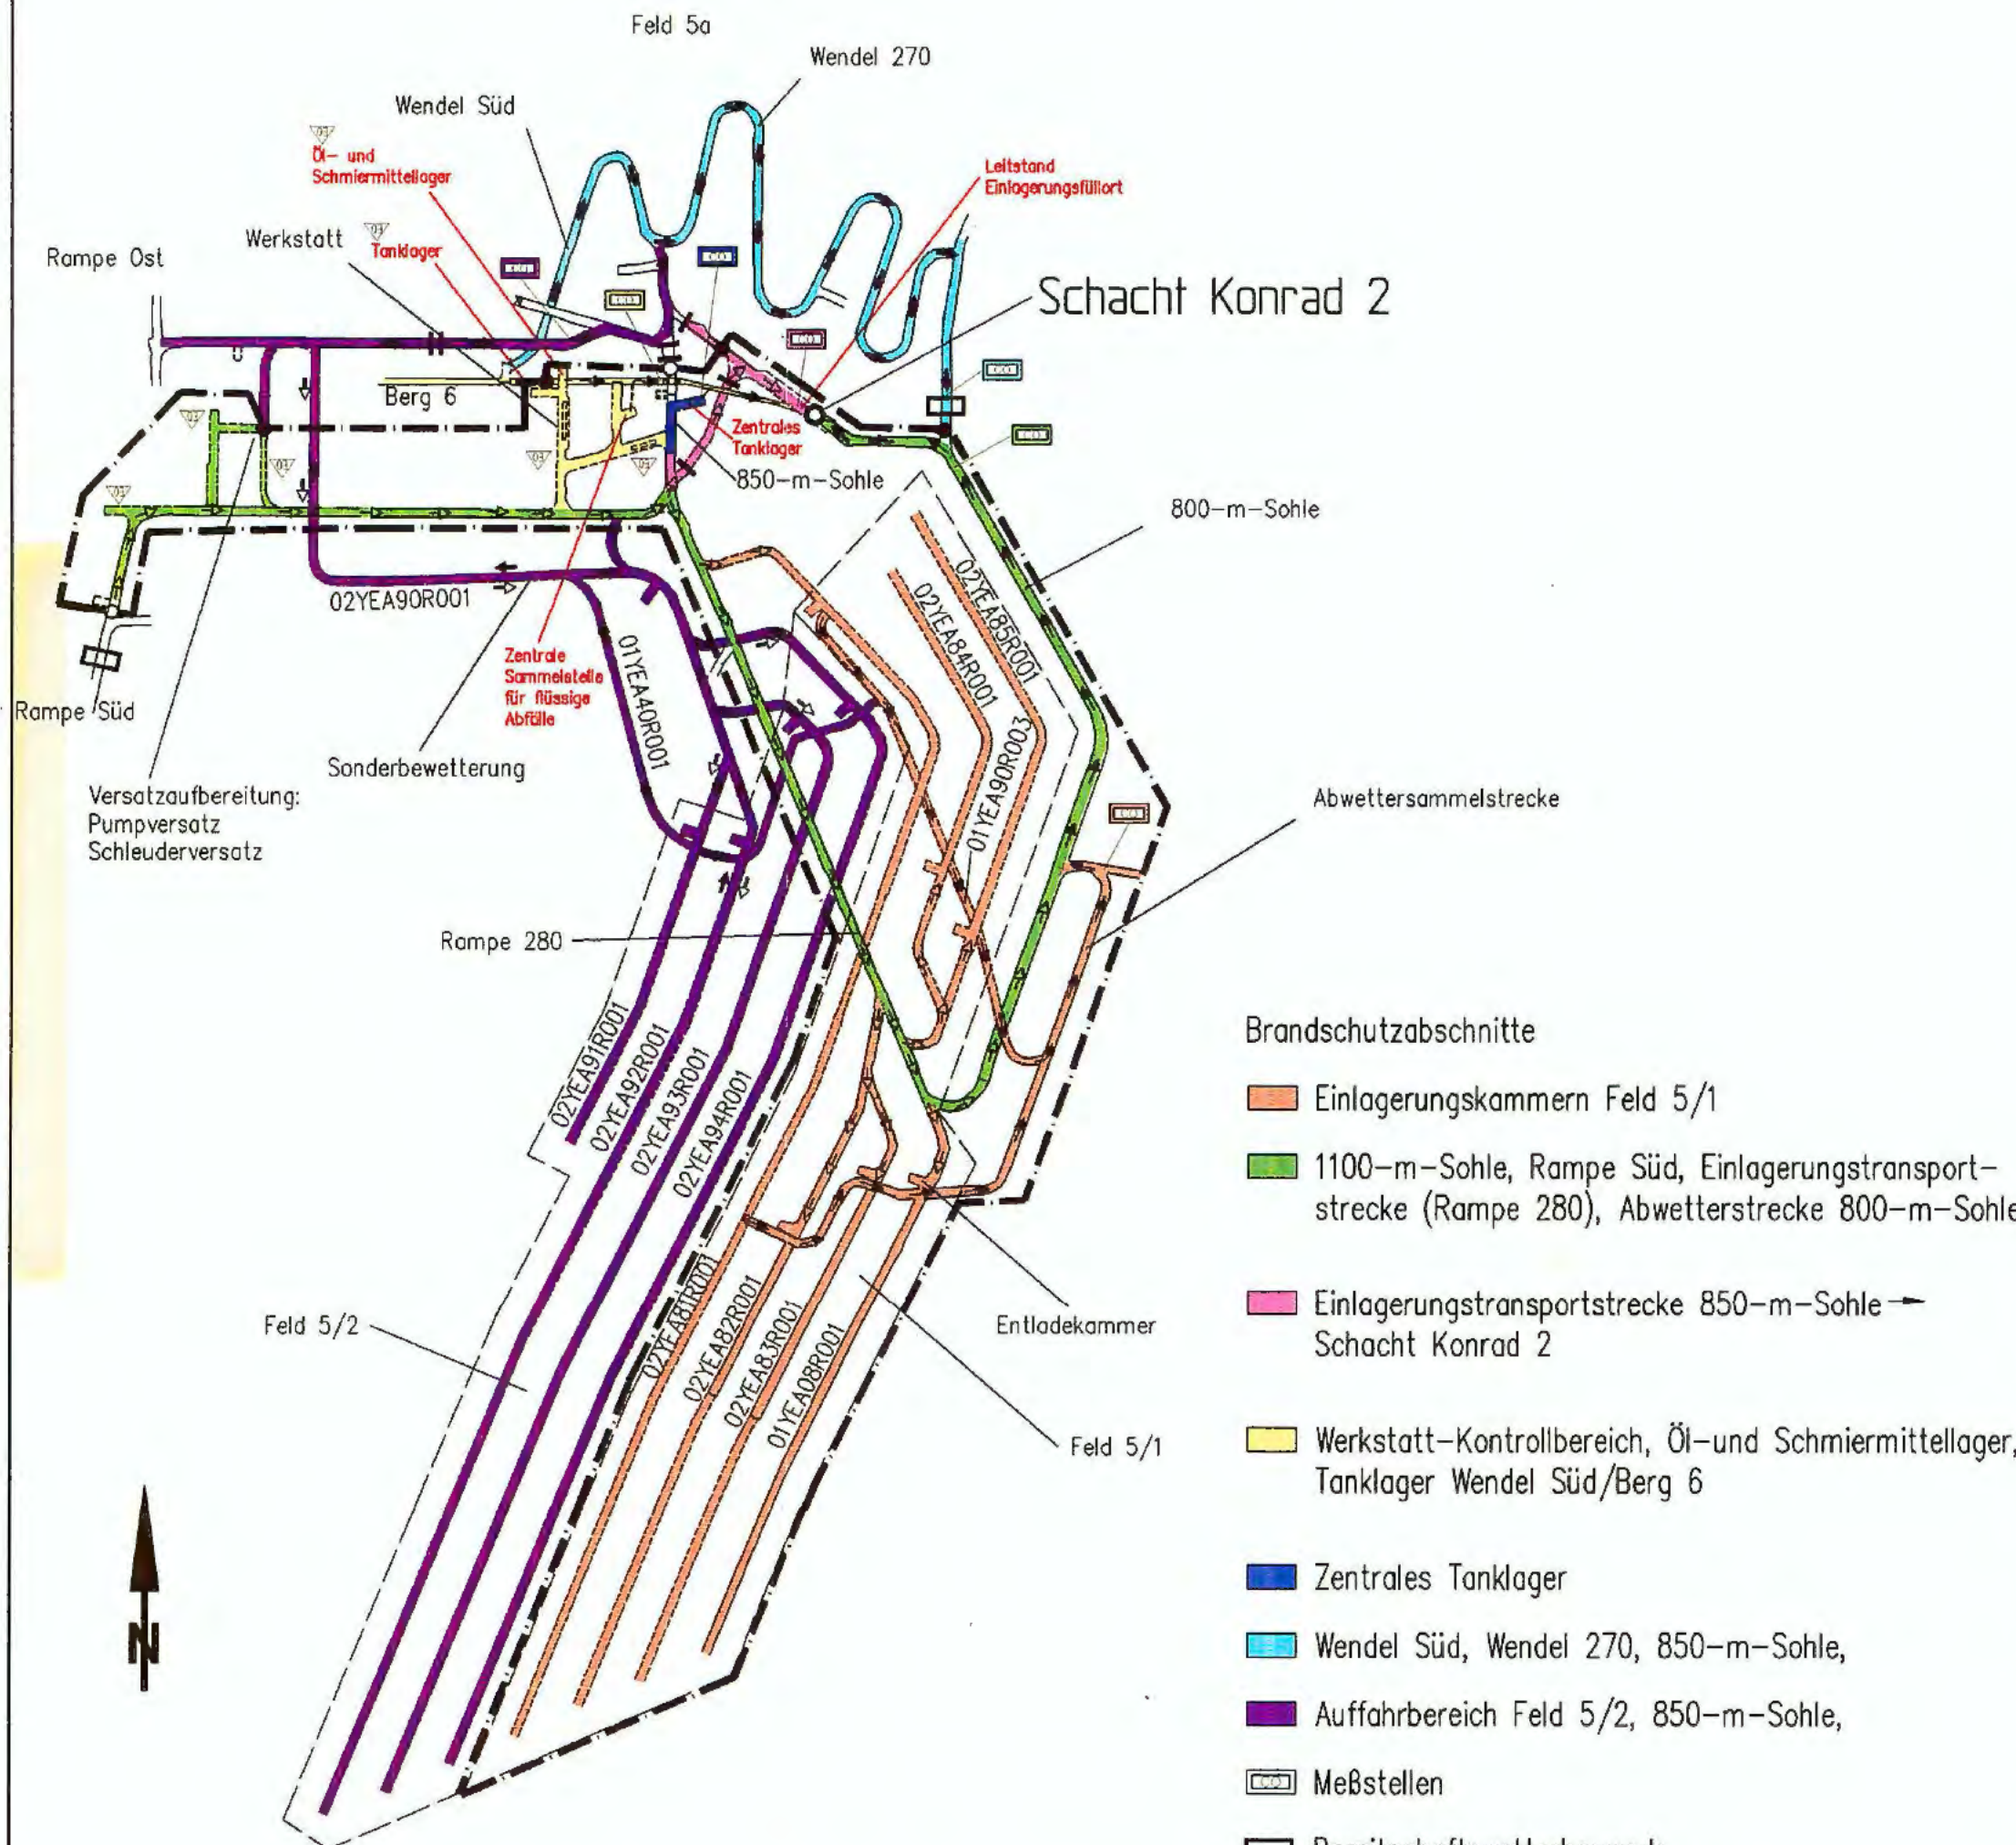 Feld 5a
Wendel 270
Wendel Süd
Öl- und
Schmiermittellager
Leitstand
Einlagerungsfüllort
Werkstatt
Tanklager
Rampe Ost
Schacht Konrad 2
Berg 6
Zentrales
Tanklager
850-m-Sohle
800-m-Sohle
02YEA90R001
02YEA85R001
02YEA84R001
01YEA40R001
Zentrale
Sammelstelle
für flüssige
Abfälle
Rampe Süd
01YEA90R003
Sonderbewetterung
Versatzaufbereitung:
Pumpversatz
Schleuderversatz
Abwettersammelstrecke
Rampe 280
02YEA91R001
02YEA92R001
02YEA93R001
02YEA94R001
Feld 5/2
02YEA81R001
02YEA82R001
02YEA83R001
01YEA08R001
Entladekammer
Feld 5/1
N
Brandschutzabschnitte
Einlagerungskammern Feld 5/1
1100-m-Sohle, Rampe Süd, Einlagerungstransport-
strecke (Rampe 280), Abwetterstrecke 800-m-Sohle
Einlagerungstransportstrecke 850-m-Sohle
Schacht Konrad 2
Werkstatt-Kontrollbereich, Öl-und Schmiermittellager,
Tanklager Wendel Süd/Berg 6
Zentrales Tanklager
Wendel Süd, Wendel 270, 850-m-Sohle,
Auffahrbereich Feld 5/2, 850-m-Sohle,
Meßstellen